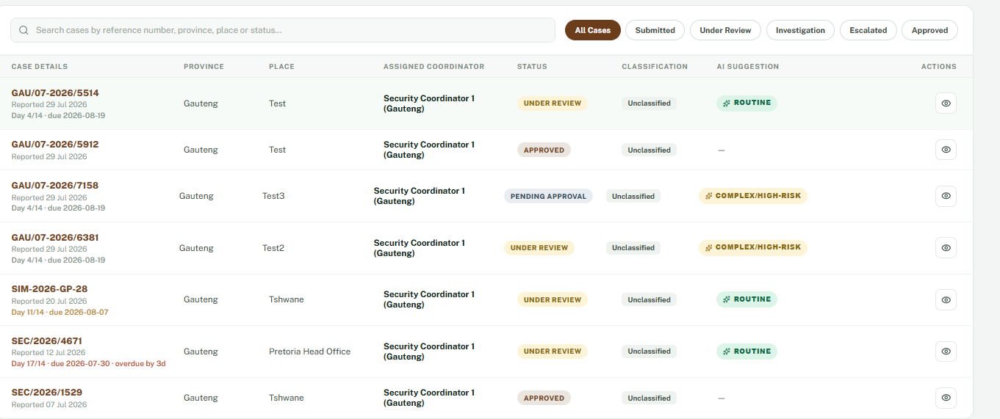 Search cases by reference number, province, place or status...
All Cases Submitted Under Review Investigation Escalated Approved
CASE DETAILS PROVINCE PLACE ASSIGNED COORDINATOR STATUS CLASSIFICATION AI SUGGESTION ACTIONS
GAU/07-2026/5514
Reported 29 Jul 2026
Day 4/14 · due 2026-08-19
Gauteng
Test
Security Coordinator 1
(Gauteng)
UNDER REVIEW
Unclassified
ROUTINE
GAU/07-2026/5912
Reported 29 Jul 2026
Gauteng
Test
Security Coordinator 1
(Gauteng)
APPROVED
Unclassified
—
GAU/07-2026/7158
Reported 29 Jul 2026
Day 4/14 · due 2026-08-19
Gauteng
Test3
Security Coordinator 1
(Gauteng)
PENDING APPROVAL
Unclassified
COMPLEX/HIGH-RISK
GAU/07-2026/6381
Reported 29 Jul 2026
Day 4/14 · due 2026-08-19
Gauteng
Test2
Security Coordinator 1
(Gauteng)
UNDER REVIEW
Unclassified
COMPLEX/HIGH-RISK
SIM-2026-GP-28
Reported 20 Jul 2026
Day 11/14 · due 2026-08-07
Gauteng
Tshwane
Security Coordinator 1
(Gauteng)
UNDER REVIEW
Unclassified
ROUTINE
SEC/2026/4671
Reported 12 Jul 2026
Day 17/14 · due 2026-07-30 · overdue by 3d
Gauteng
Pretoria Head Office
Security Coordinator 1
(Gauteng)
UNDER REVIEW
Unclassified
ROUTINE
SEC/2026/1529
Reported 07 Jul 2026
Gauteng
Tshwane
Security Coordinator 1
(Gauteng)
APPROVED
Unclassified
—